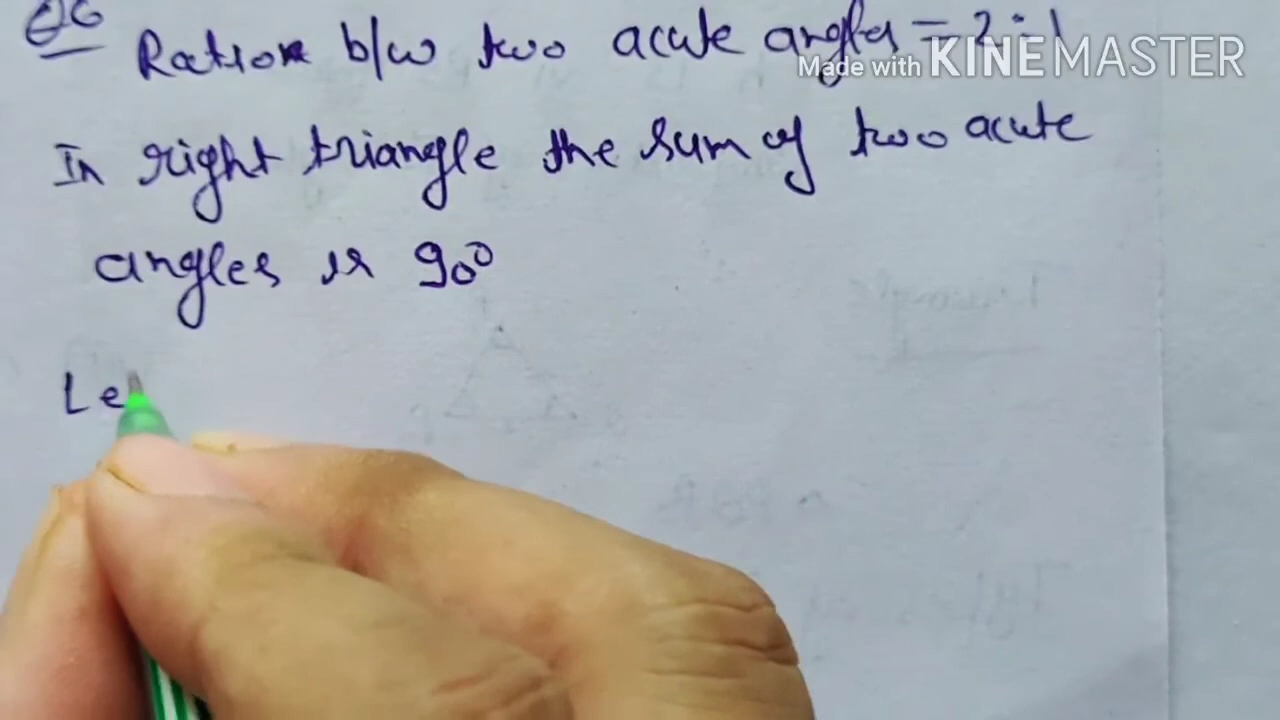 Q6 Ration b/w two acute angles = 2:1
Made with KINEMASTER
In right triangle the sum of two acute
angles is 90°
Le